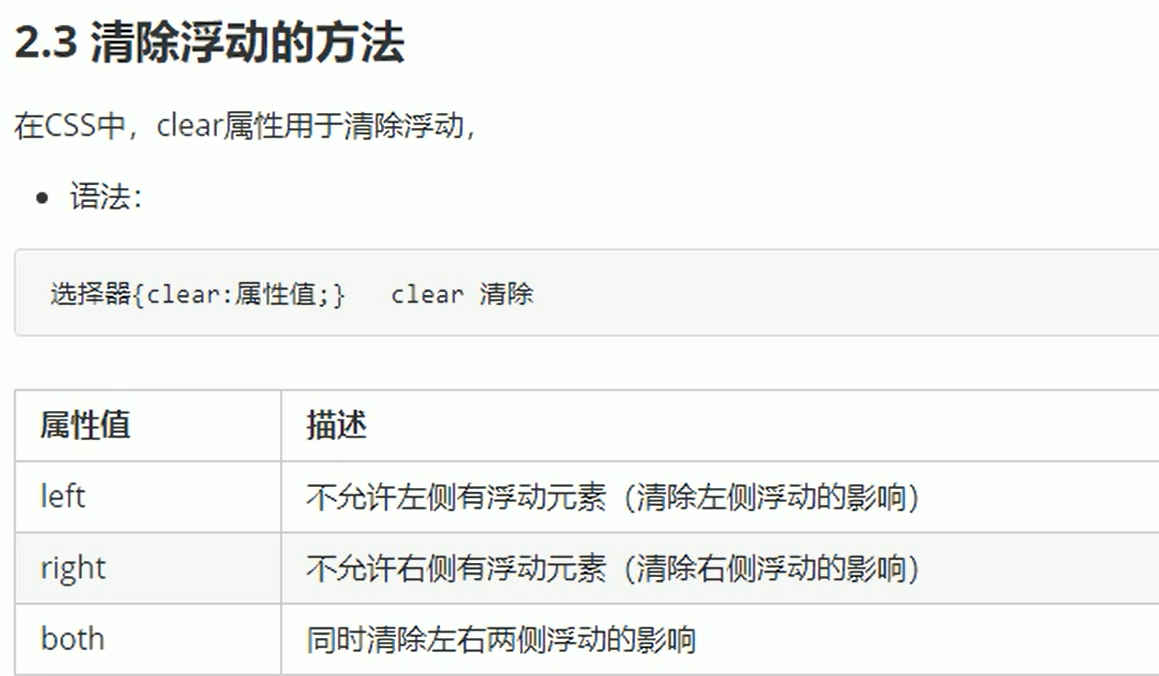 2.3 清除浮动的方法
在CSS中，clear属性用于清除浮动，
• 语法：
选择器{clear:属性值;}   clear 清除
属性值 描述
left 不允许左侧有浮动元素（清除左侧浮动的影响）
right 不允许右侧有浮动元素（清除右侧浮动的影响）
both 同时清除左右两侧浮动的影响